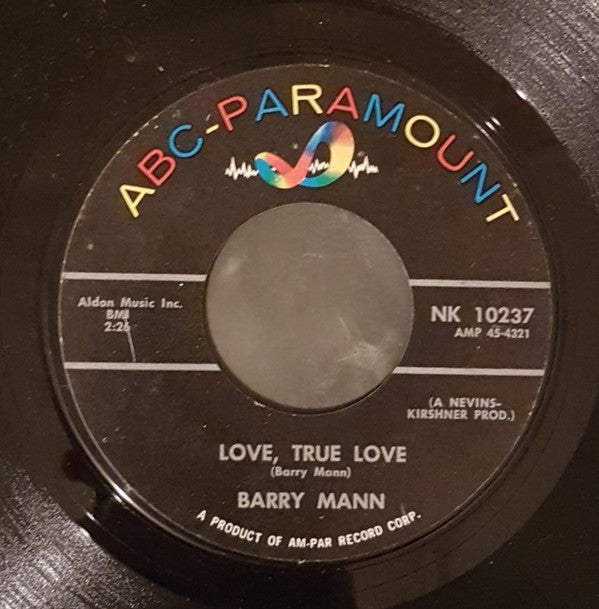 ABC-PARAMOUNT
Aldon Music Inc.
BMI
2:26
NK 10237
AMP 45-4321
(A NEVINS-
KIRSHNER PROD.)
LOVE, TRUE LOVE
(Barry Mann)
BARRY MANN
A PRODUCT OF AM-PAR RECORD CORP.